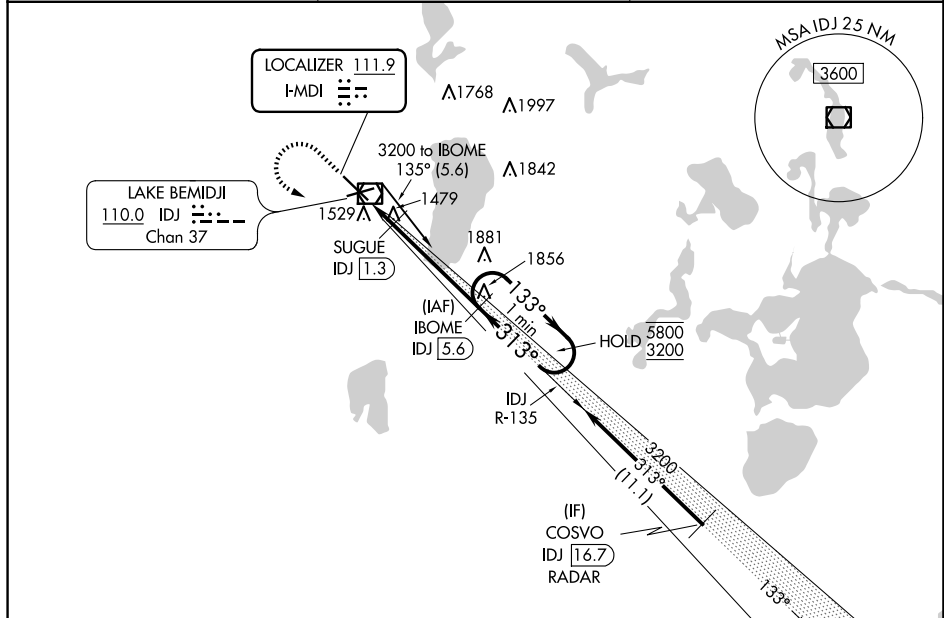 MSA IDJ 25 NM
3600
LOCALIZER 111.9
I-MDI
1768
1997
3200 to IBOME
135° (5.6)
1842
LAKE BEMIDJI
110.0 IDJ
Chan 37
1529
1479
SUGUE
IDJ 1.3
1881
1856
(IAF)
IBOME
IDJ 5.6
133°
1 min
313°
HOLD 5800
3200
IDJ
R-135
3200
313°
(11.1)
(IF)
COSVO
IDJ 16.7
RADAR
133°